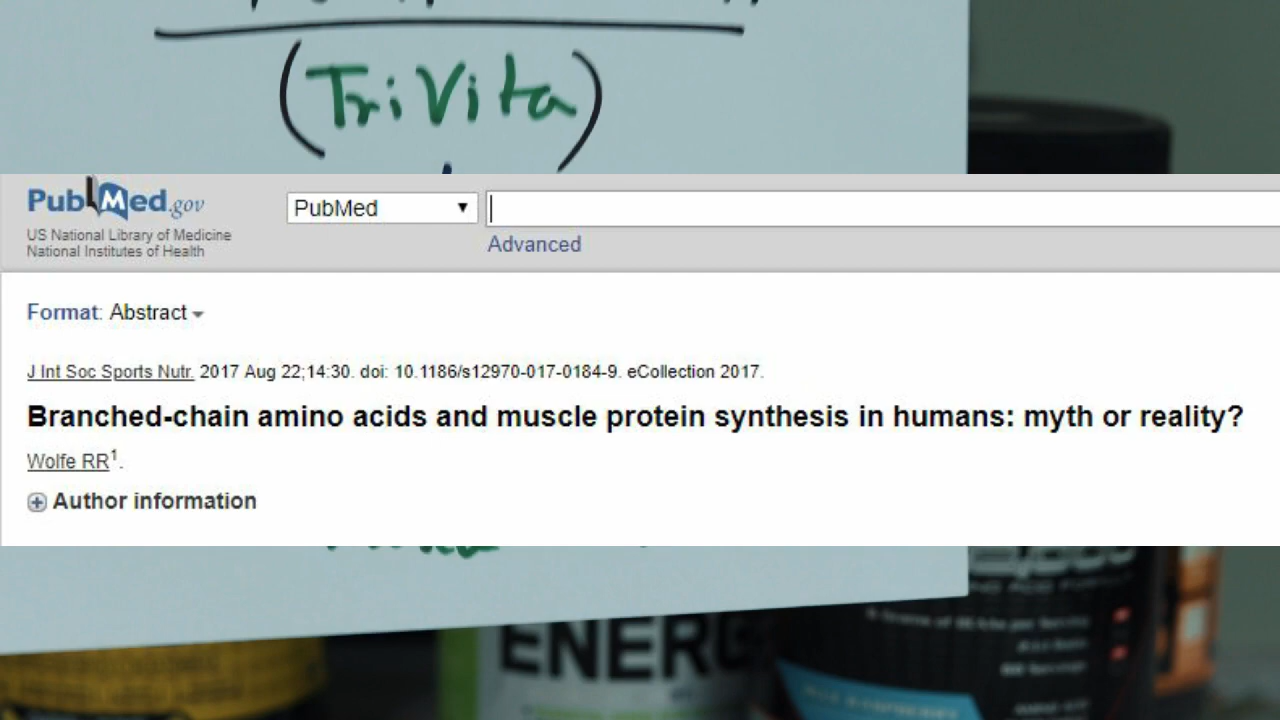 (TriVita)
PubMed.gov
US National Library of Medicine
National Institutes of Health
PubMed
Advanced
Format: Abstract
J Int Soc Sports Nutr. 2017 Aug 22;14:30. doi: 10.1186/s12970-017-0184-9. eCollection 2017.
Branched-chain amino acids and muscle protein synthesis in humans: myth or reality?
Wolfe RR1.
Author information
ENERG
BLUE RASPBERRY